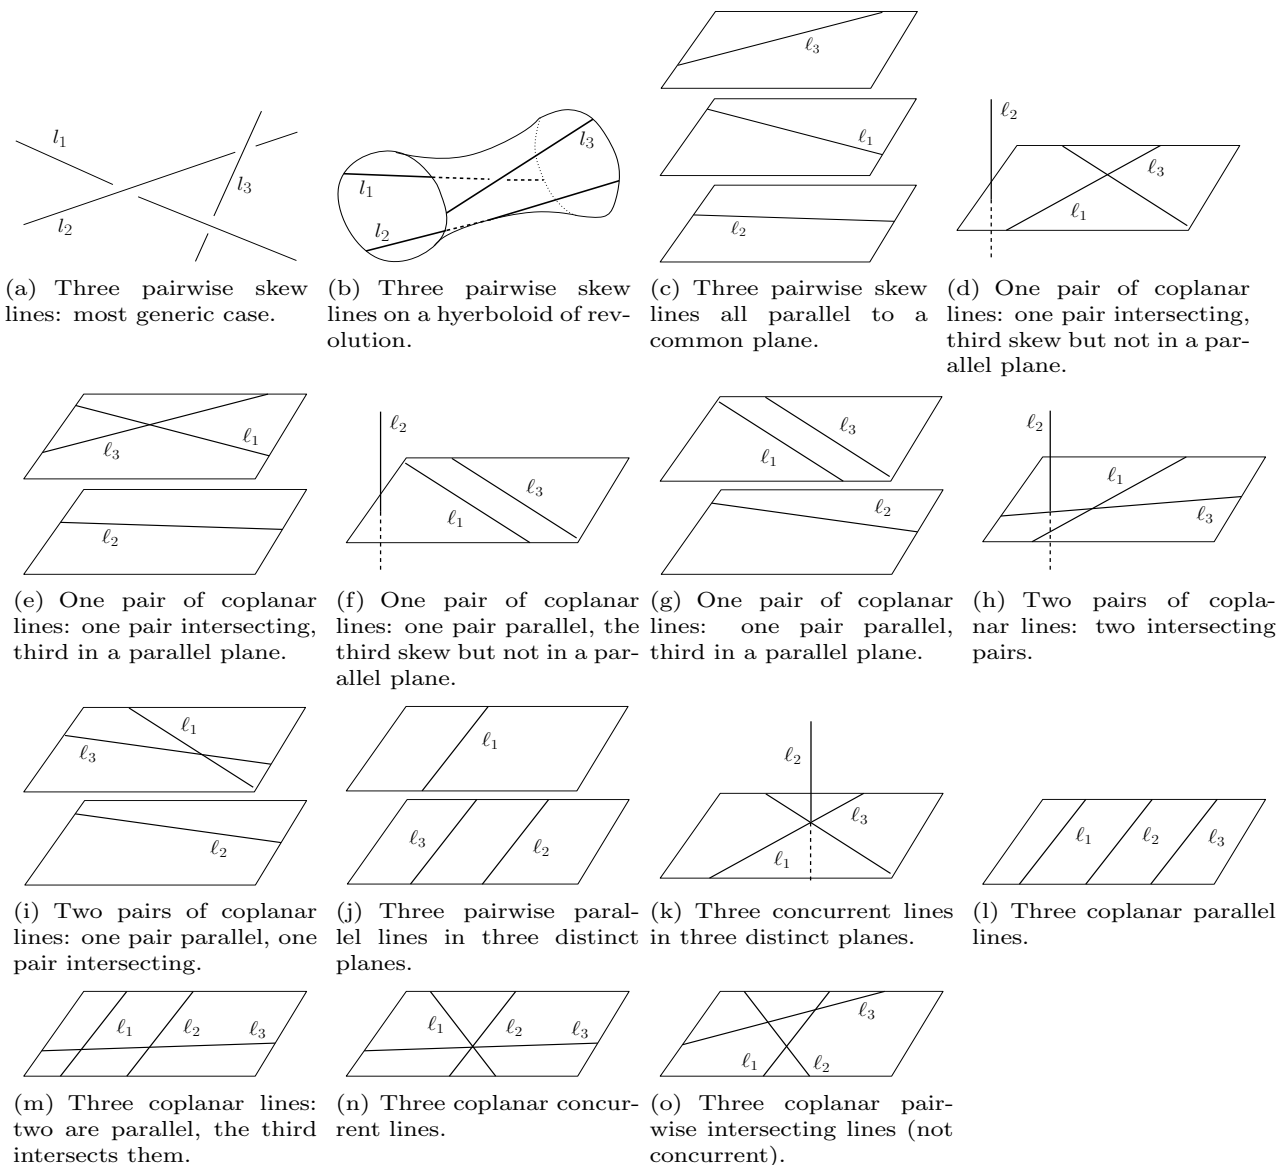 l₁
l₂
l₃
(a) Three pairwise skew
lines: most generic case.
l₁
l₂
l₃
(b) Three pairwise skew
lines on a hyerboloid of rev-
olution.
ℓ₃
ℓ₁
ℓ₂
(c) Three pairwise skew
lines all parallel to a
common plane.
ℓ₂
ℓ₃
ℓ₁
(d) One pair of coplanar
lines: one pair intersecting,
third skew but not in a par-
allel plane.
ℓ₁
ℓ₃
ℓ₂
(e) One pair of coplanar
lines: one pair intersecting,
third in a parallel plane.
ℓ₂
ℓ₃
ℓ₁
(f) One pair of coplanar
lines: one pair parallel, the
third skew but not in a par-
allel plane.
ℓ₃
ℓ₁
ℓ₂
(g) One pair of coplanar
lines: one pair parallel,
third in a parallel plane.
ℓ₂
ℓ₁
ℓ₃
(h) Two pairs of copla-
nar lines: two intersecting
pairs.
ℓ₁
ℓ₃
ℓ₂
(i) Two pairs of coplanar
lines: one pair parallel, one
pair intersecting.
ℓ₁
ℓ₃
ℓ₂
(j) Three pairwise paral-
lel lines in three distinct
planes.
ℓ₂
ℓ₃
ℓ₁
(k) Three concurrent lines
in three distinct planes.
ℓ₁
ℓ₂
ℓ₃
(l) Three coplanar parallel
lines.
ℓ₁
ℓ₂
ℓ₃
(m) Three coplanar lines:
two are parallel, the third
intersects them.
ℓ₁
ℓ₂
ℓ₃
(n) Three coplanar concur-
rent lines.
ℓ₃
ℓ₁
ℓ₂
(o) Three coplanar pair-
wise intersecting lines (not
concurrent).